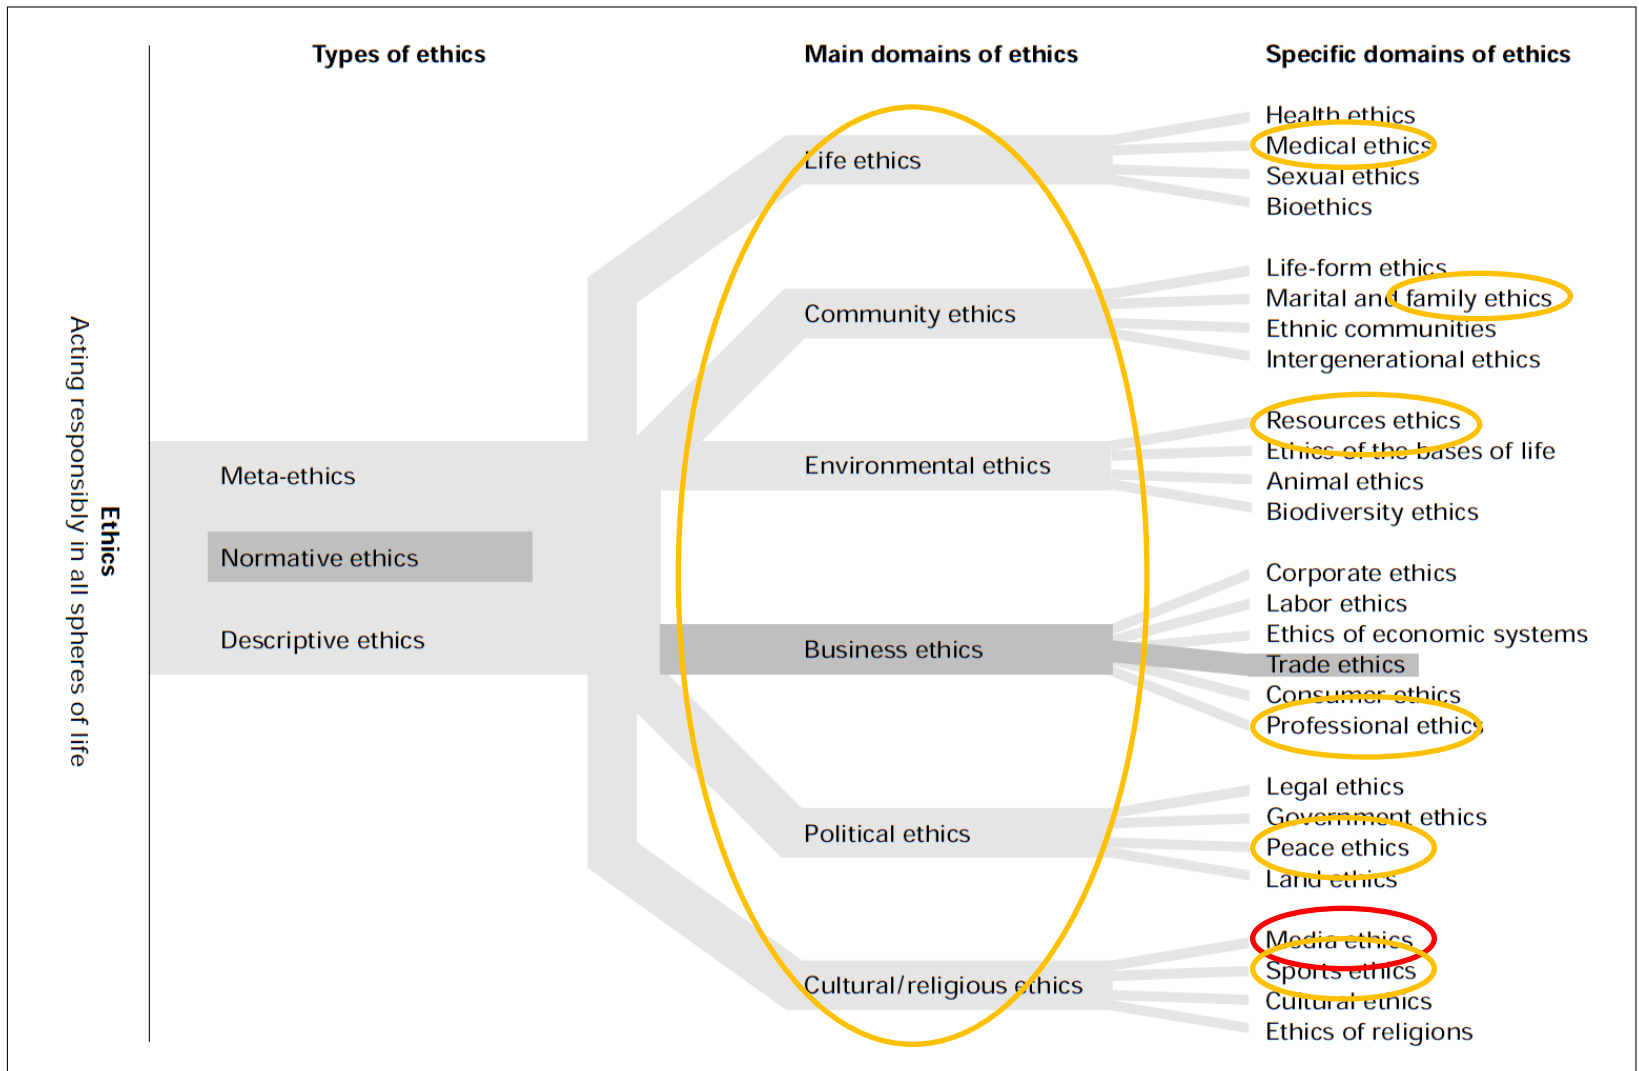 Types of ethics
Main domains of ethics
Specific domains of ethics
Ethics
Acting responsibly in all spheres of life
Meta-ethics
Normative ethics
Descriptive ethics
Life ethics
Health ethics
Medical ethics
Sexual ethics
Bioethics
Community ethics
Life-form ethics
Marital and family ethics
Ethnic communities
Intergenerational ethics
Environmental ethics
Resources ethics
Ethics of the bases of life
Animal ethics
Biodiversity ethics
Business ethics
Corporate ethics
Labor ethics
Ethics of economic systems
Trade ethics
Consumer ethics
Professional ethics
Political ethics
Legal ethics
Government ethics
Peace ethics
Land ethics
Cultural/religious ethics
Media ethics
Sports ethics
Cultural ethics
Ethics of religions